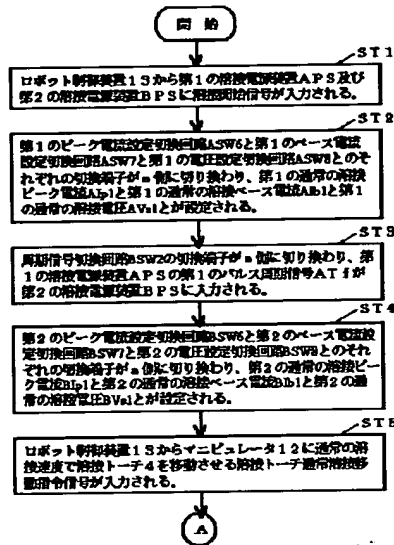 開 始
ST1
ロボット制御装置13から第1の溶接電源装置APS及び
第2の溶接電源装置BPSに溶接開始信号が入力される。
ST2
第1のピーク電流設定切換回路ASW6と第1のベース電流
設定切換回路ASW7と第1の電圧設定切換回路ASW8とのそ
れぞれの切換端子がm側に切り換わり、第1の通常の溶接
ピーク電流AIp1と第1の通常の溶接ベース電流AIb1と第1
の通常の溶接電圧AVs1とが設定される。
ST3
周期信号切換回路BSW2の切換端子がm側に切り換わり、第
1の溶接電源装置APSの第1のパルス周期信号ATfが
第2の溶接電源装置BPSに入力される。
ST4
第2のピーク電流設定切換回路BSW6と第2のベース電流設
定切換回路BSW7と第2の電圧設定切換回路BSW8とのそれ
ぞれの切換端子がm側に切り換わり、第2の通常の溶接ピー
ク電流BIp1と第2の通常の溶接ベース電流BIb1と第2の通
常の溶接電圧BVs1とが設定される。
ST5
ロボット制御装置13からマニピュレータ12に通常の溶
接速度で溶接トーチ4を移動させる溶接トーチ通常溶接移
動指令信号が入力される。
A